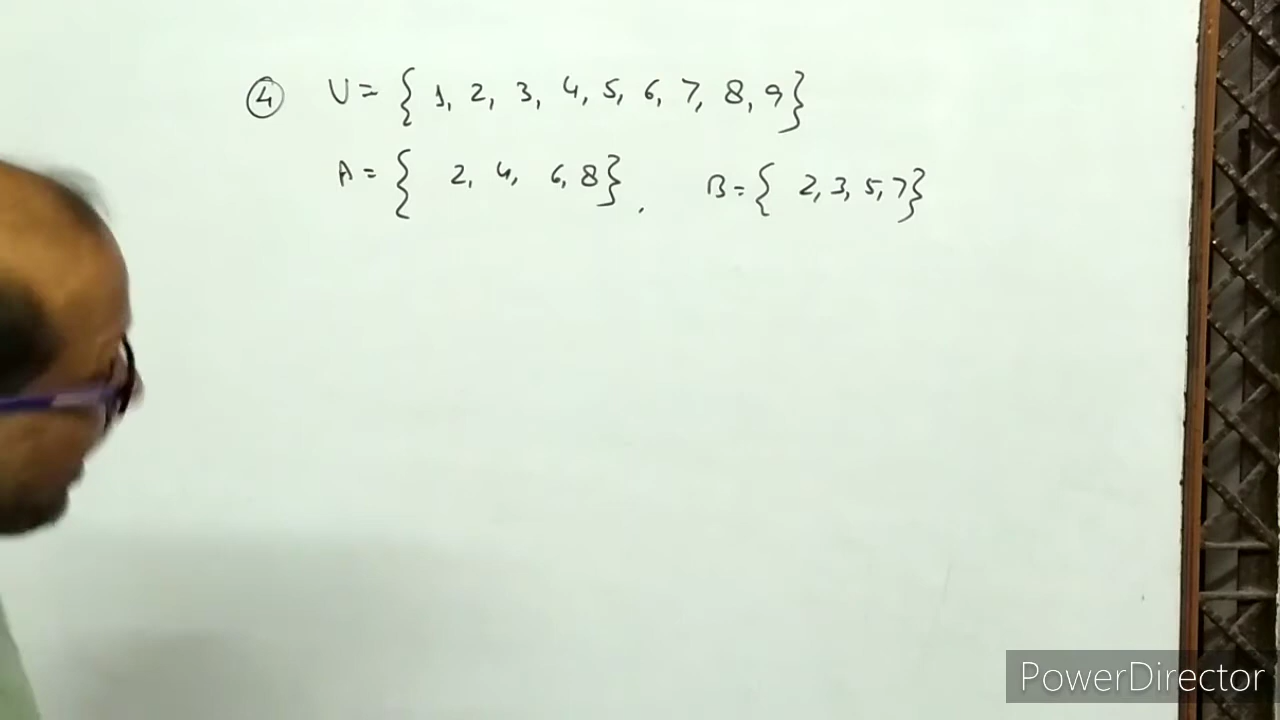 ④ U = { 1, 2, 3, 4, 5, 6, 7, 8, 9}
A = { 2, 4, 6, 8}. B = { 2, 3, 5, 7}
PowerDirector